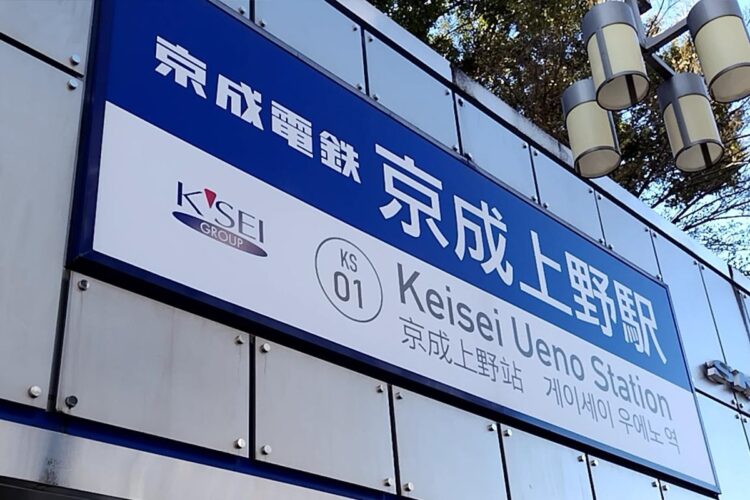 京成電鉄 京成上野駅
K'SEI
GROUP
KS
01
Keisei Ueno Station
京成上野站 게이세이 우에노 역